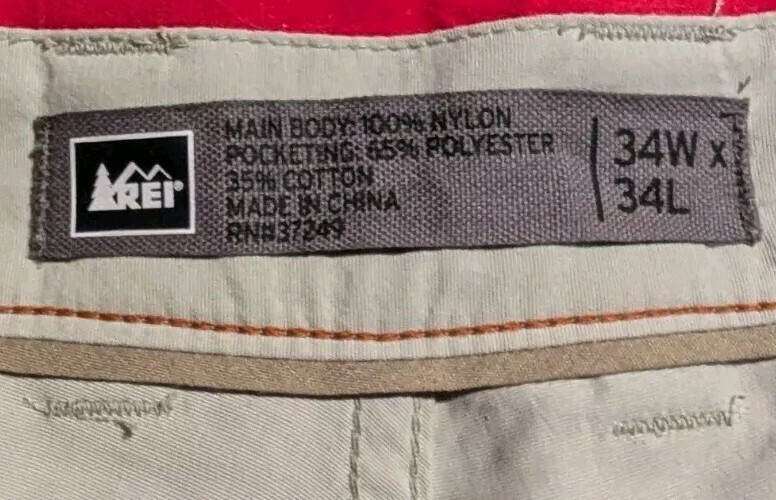 REI®
MAIN BODY: 100% NYLON
POCKETING: 65% POLYESTER
35% COTTON
MADE IN CHINA
RN#37249
34W x
34L